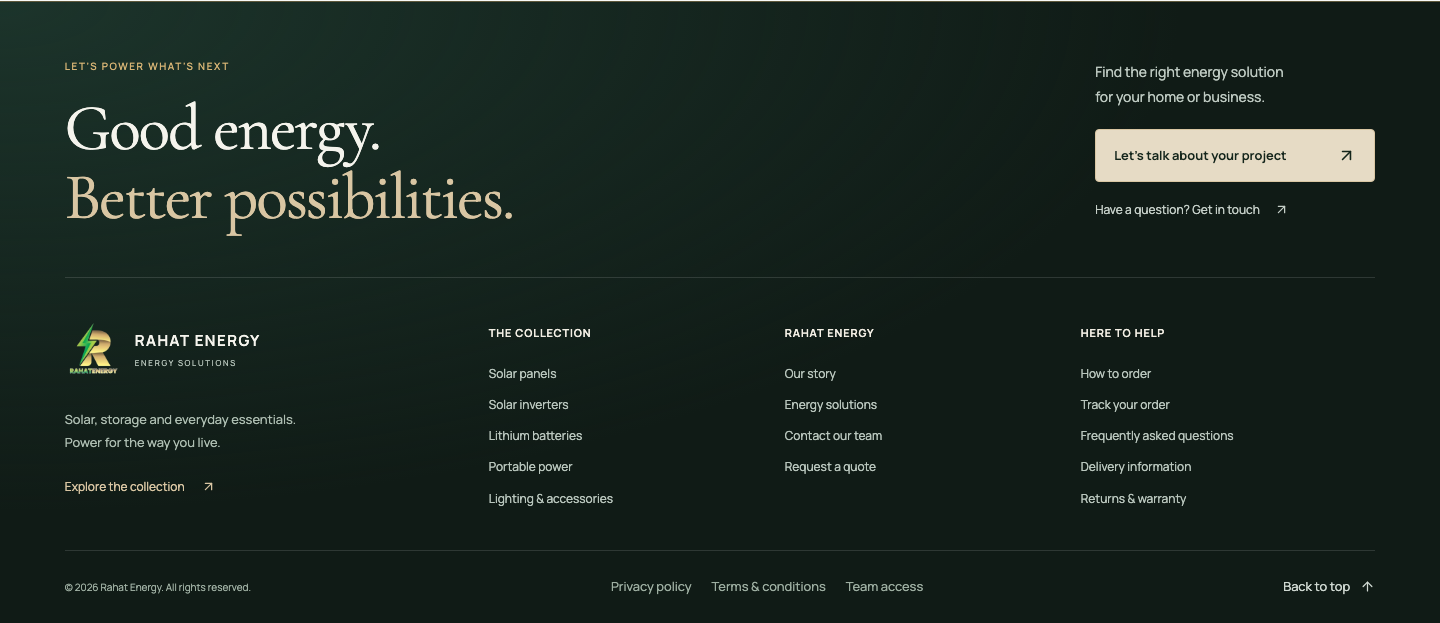 LET'S POWER WHAT'S NEXT
Good energy.
Better possibilities.
Find the right energy solution
for your home or business.
Let's talk about your project
Have a question? Get in touch
RAHATENERGY
RAHAT ENERGY
ENERGY SOLUTIONS
Solar, storage and everyday essentials.
Power for the way you live.
Explore the collection
THE COLLECTION
Solar panels
Solar inverters
Lithium batteries
Portable power
Lighting & accessories
RAHAT ENERGY
Our story
Energy solutions
Contact our team
Request a quote
HERE TO HELP
How to order
Track your order
Frequently asked questions
Delivery information
Returns & warranty
© 2026 Rahat Energy. All rights reserved.
Privacy policy
Terms & conditions
Team access
Back to top